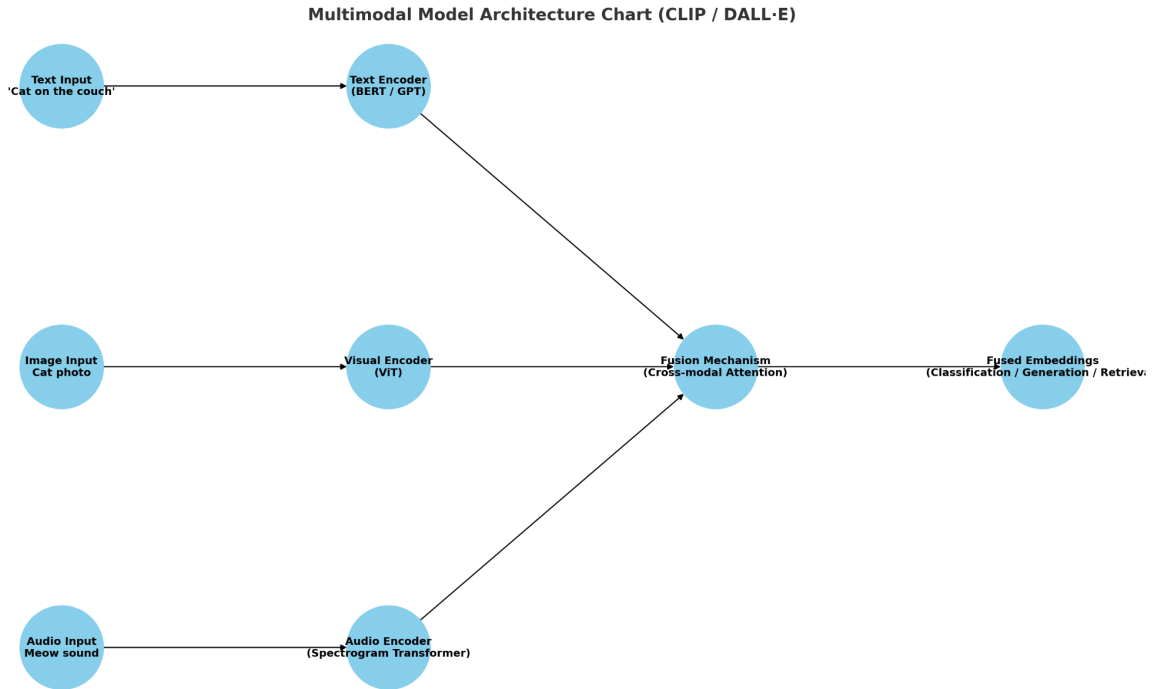 Multimodal Model Architecture Chart (CLIP / DALL·E)
Text Input
'Cat on the couch'
Text Encoder
(BERT / GPT)
Image Input
Cat photo
Visual Encoder
(ViT)
Fusion Mechanism
(Cross-modal Attention)
Fused Embeddings
(Classification / Generation /
Audio Input
Meow sound
Audio Encoder
(Spectrogram Transformer)